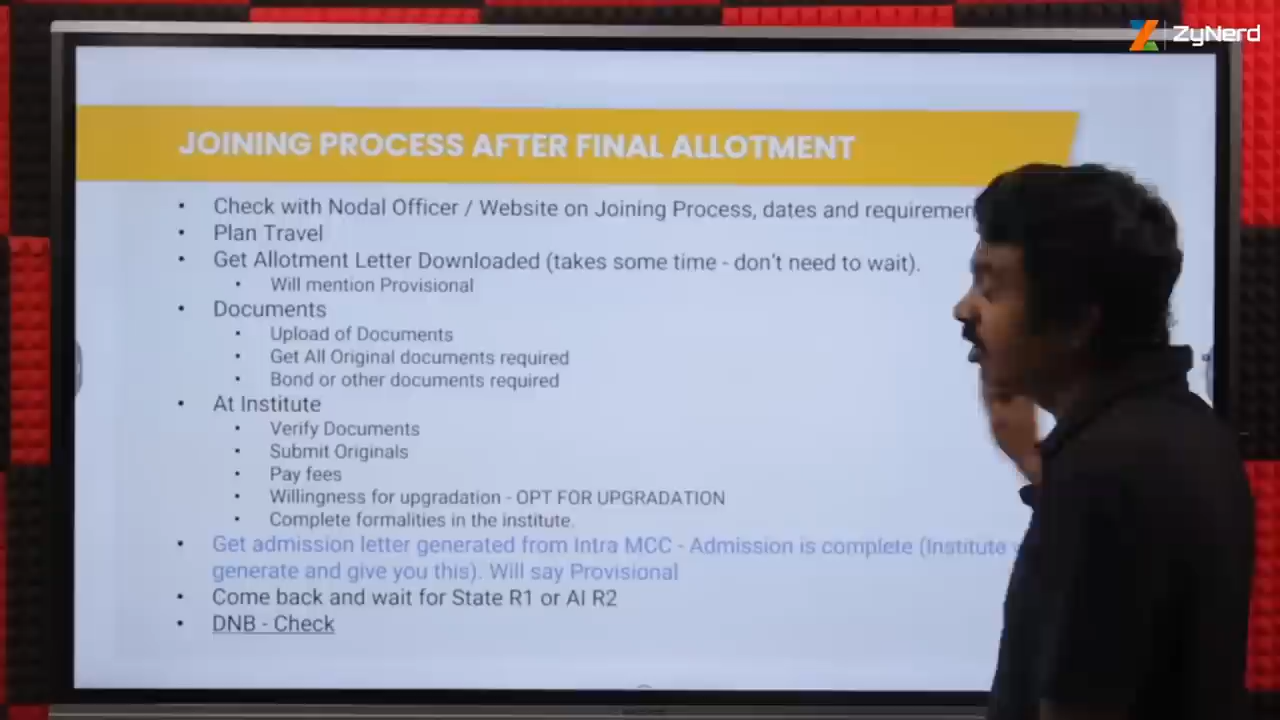 ZyNerd
JOINING PROCESS AFTER FINAL ALLOTMENT
• Check with Nodal Officer / Website on Joining Process, dates and
• Plan Travel
• Get Allotment Letter Downloaded (takes some time - don't need to wait).
• Will mention Provisional
• Documents
• Upload of Documents
• Get All Original documents required
• Bond or other documents required
• At Institute
• Verify Documents
• Submit Originals
• Pay fees
• Willingness for upgradation - OPT FOR UPGRADATION
• Complete formalities in the institute.
• Get admission letter generated from Intra MCC - Admission is complete (Institute
generate and give you this). Will say Provisional
• Come back and wait for State R1 or AI R2
• DNB - Check